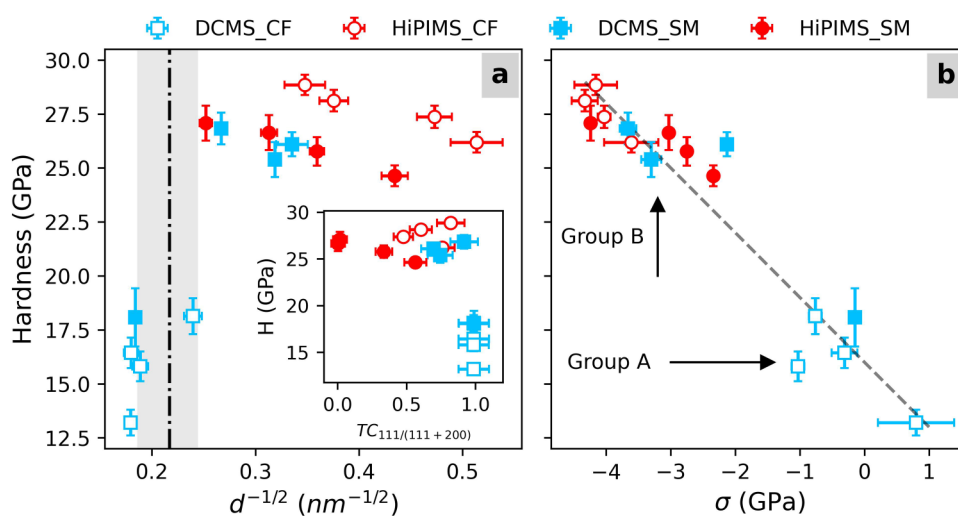 DCMS_CF HiPIMS_CF DCMS_SM HiPIMS_SM
a
30.0
27.5
25.0
22.5
20.0
17.5
15.0
12.5
Hardness (GPa)
0.2 0.3 0.4 0.5
d^{-1/2} (nm^{-1/2})
30
25
15
H (GPa)
0.0 0.5 1.0
TC_{111/(111+200)}
b
Group B
Group A
−4 −3 −2 −1 0 1
σ (GPa)